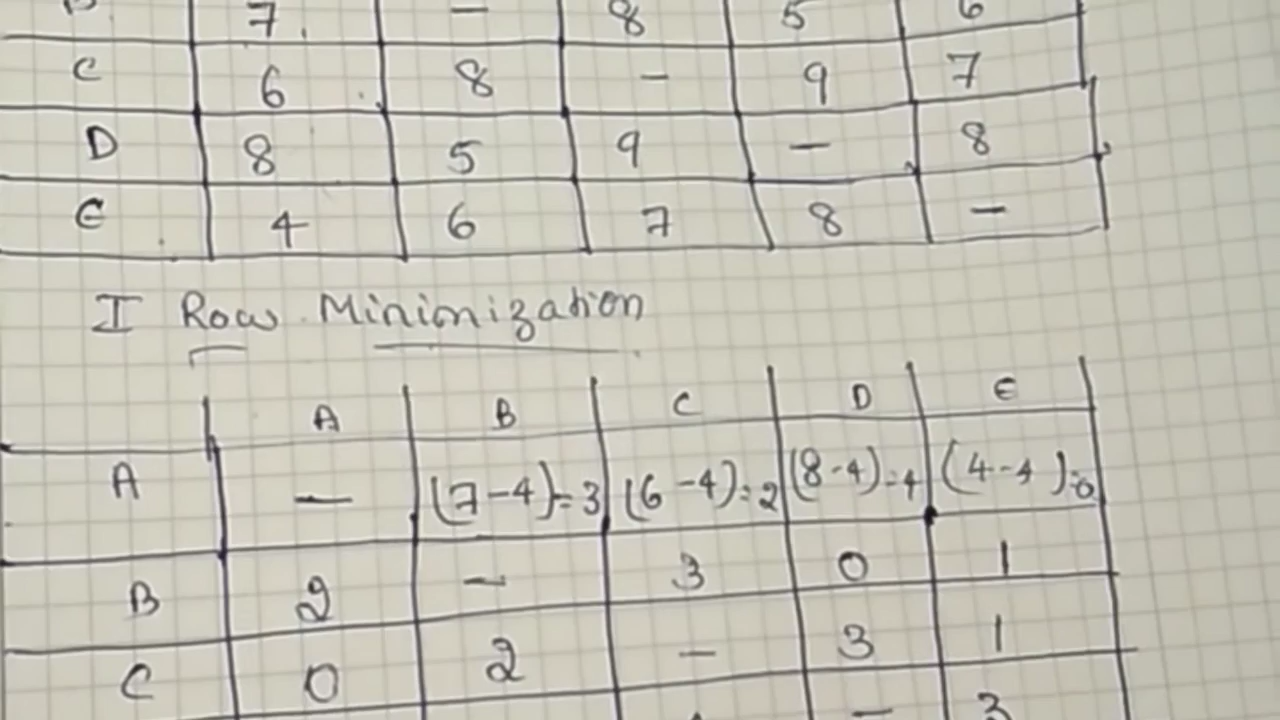 7 - 8 5 6
C 6 8 - 9 7
D 8 5 9 - 8
E 4 6 7 8 -
I Row Minimization
A B C D E
A - (7-4)=3 (6-4)=2 (8-4)=4 (4-4)=0
B 2 - 3 0 1
C 0 2 - 3 1
- 3